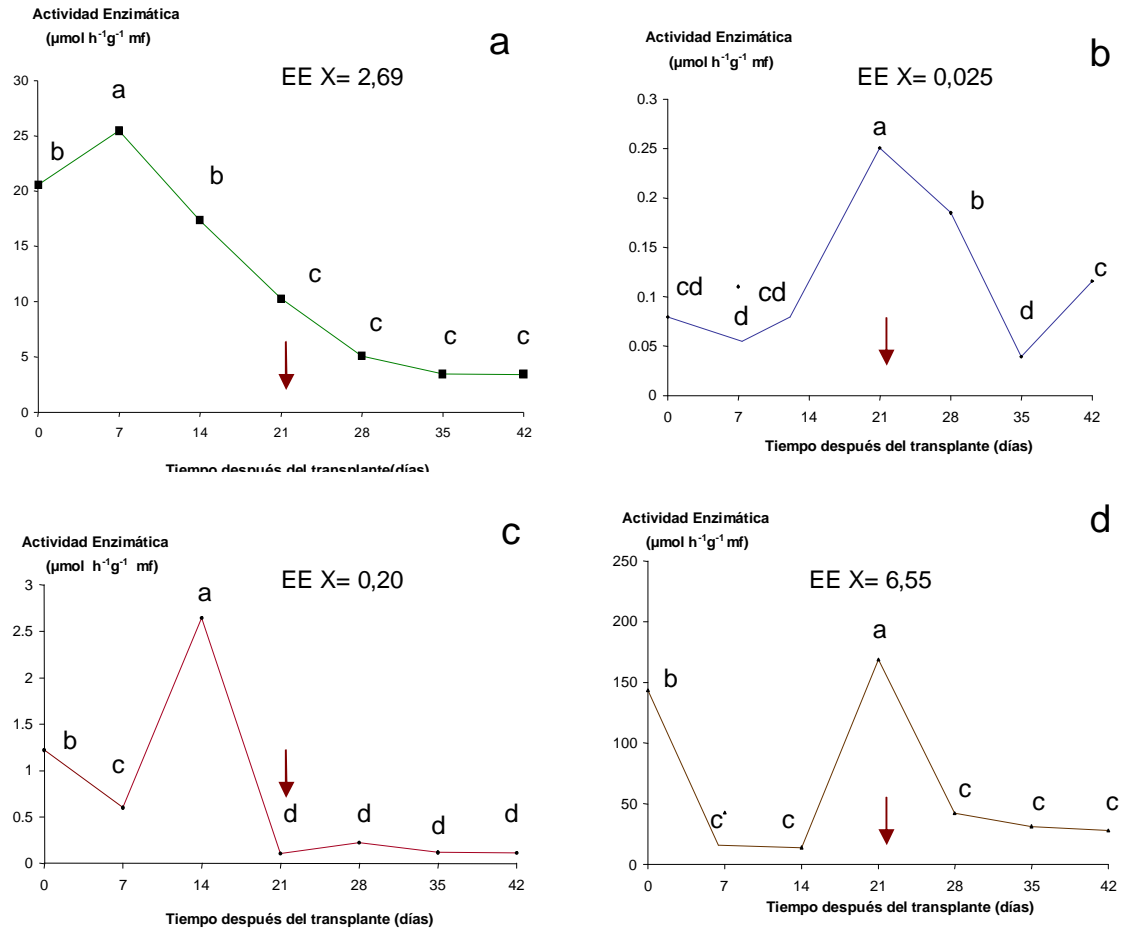 Actividad Enzimática
(µmol h-1g-1 mf)
a
EE X= 2,69
30
25
20
15
10
5
0
a
b
b
c
c
c
c
0 7 14 21 28 35 42
Tiempo después del transplante(días)
Actividad Enzimática
(µmol h-1g-1 mf)
b
EE X= 0,025
0.3
0.25
0.2
0.15
0.1
0.05
0
a
b
cd
d
cd
d
c
0 7 14 21 28 35 42
Tiempo después del transplante (días)
Actividad Enzimática
(µmol h-1g-1 mf)
c
EE X= 0,20
3
2.5
2
1.5
1
0.5
0
a
b
c
d
d
d
d
0 7 14 21 28 35 42
Tiempo después del transplante (días)
Actividad Enzimática
(µmol h-1g-1 mf)
d
EE X= 6,55
250
200
150
100
50
0
a
b
c
c
c
c
c
0 7 14 21 28 35 42
Tiempo después del transplante (días)